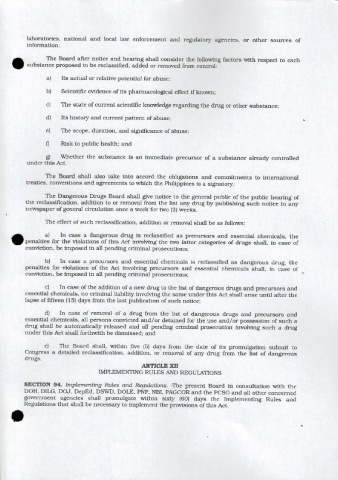 laboratories, national and local law enforcement and regulatory agencies, or other sources of
information.
The Board after notice and hearing shall consider the following factors with respect to each
substance proposed to be reclassified, added or removed from control:
a) Its actual or relative potential for abuse;
b) Scientific evidence of its pharmacological effect if known;
c) The state of current scientific knowledge regarding the drug or other substance;
d) Its history and current pattern of abuse;
e) The scope, duration, and significance of abuse;
f) Risk to public health; and
g) Whether the substance is an immediate precursor of a substance already controlled
under this Act.
The Board shall also take into accord the obligations and commitments to international
treaties, conventions and agreements to which the Philippines is a signatory.
The Dangerous Drugs Board shall give notice to the general public of the public hearing of
the reclassification, addition to or removal from the list any drug by publishing such notice in any
newspaper of general circulation once a week for two (2) weeks.
The effect of such reclassification, addition or removal shall be as follows:
a) In case a dangerous drug is reclassified as precursors and essential chemicals, the
penalties for the violations of this Act involving the two latter categories of drugs shall, in case of
conviction, be imposed in all pending criminal prosecutions;
b) In case a precursors and essential chemicals is reclassified as dangerous drug, the
penalties for violations of the Act involving precursors and essential chemicals shall, in case of
conviction, be imposed in all pending criminal prosecutions;
c) In case of the addition of a new drug to the list of dangerous drugs and precursors and
essential chemicals, no criminal liability involving the same under this Act shall arise until after the
lapse of fifteen (15) days from the last publication of such notice;
d) In case of removal of a drug from the list of dangerous drugs and precursors and
essential chemicals, all persons convicted and/or detained for the use and/or possession of such a
drug shall be automatically released and all pending criminal prosecution involving such a drug
under this Act shall forthwith be dismissed; and
e) The Board shall, within five (5) days from the date of its promulgation submit to
Congress a detailed reclassification, addition, or removal of any drug from the list of dangerous
drugs.
ARTICLE XII
IMPLEMENTING RULES AND REGULATIONS
SECTION 94. Implementing Rules and Regulations. -The present Board in consultation with the
DOH, DILG, DOJ, DepEd, DSWD, DOLE, PNP, NBI, PAGCOR and the PCSO and all other concerned
government agencies shall promulgate within sixty (60) days the Implementing Rules and
Regulations that shall be necessary to implement the provisions of this Act.